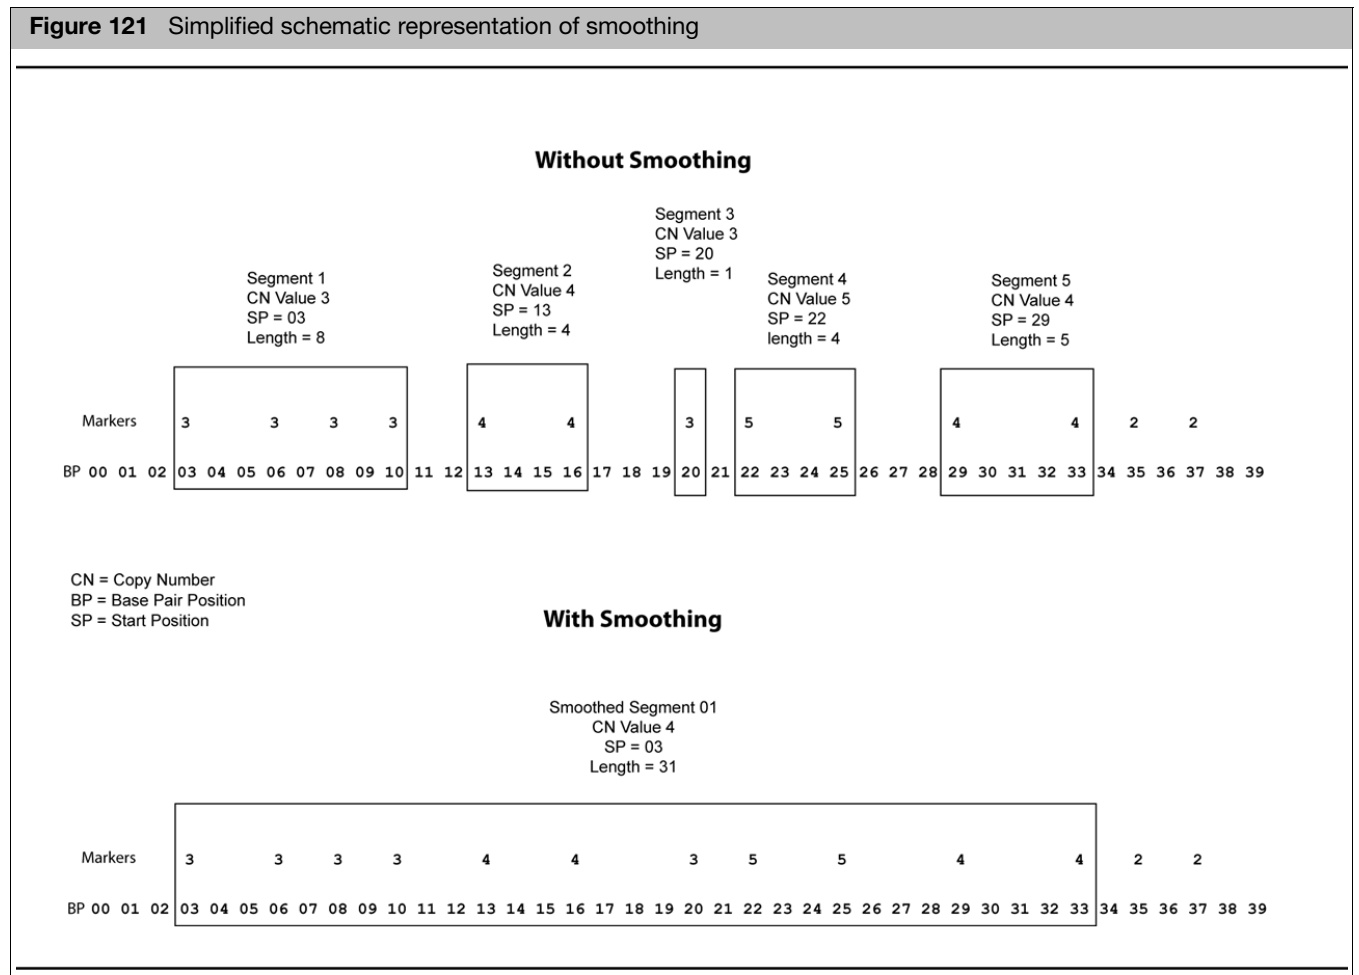 Figure 121 Simplified schematic representation of smoothing
Without Smoothing
Segment 1
CN Value 3
SP = 03
Length = 8
Segment 2
CN Value 4
SP = 13
Length = 4
Segment 3
CN Value 3
SP = 20
Length = 1
Segment 4
CN Value 5
SP = 22
length = 4
Segment 5
CN Value 4
SP = 29
Length = 5
Markers 3 3 3 3 4 4 3 5 5 4 4 2 2
BP 00 01 02 03 04 05 06 07 08 09 10 11 12 13 14 15 16 17 18 19 20 21 22 23 24 25 26 27 28 29 30 31 32 33 34 35 36 37 38 39
CN = Copy Number
BP = Base Pair Position
SP = Start Position
With Smoothing
Smoothed Segment 01
CN Value 4
SP = 03
Length = 31
Markers 3 3 3 3 4 4 3 5 5 4 4 2 2
BP 00 01 02 03 04 05 06 07 08 09 10 11 12 13 14 15 16 17 18 19 20 21 22 23 24 25 26 27 28 29 30 31 32 33 34 35 36 37 38 39